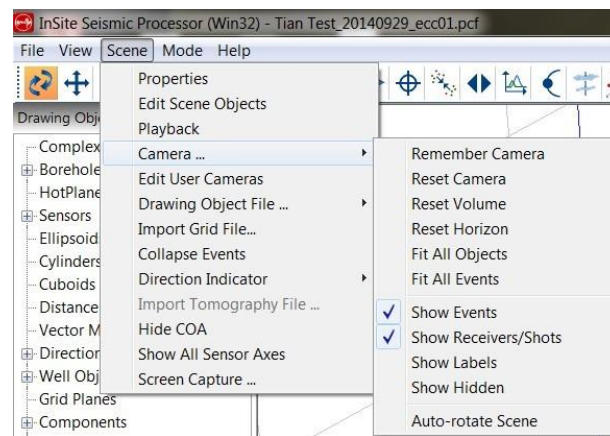 InSite Seismic Processor (Win32) - Tian Test_20140929_ecc01.pcf
File View Scene Mode Help
Drawing Obj
Complex
Borehole
HotPlane
Sensors
Ellipsoid
Cylinders
Cuboids
Distance
Vector M
Direction
Well Obj
Grid Planes
Components
Properties
Edit Scene Objects
Playback
Camera ...
Edit User Cameras
Drawing Object File ...
Import Grid File...
Collapse Events
Direction Indicator
Import Tomography File ...
Hide COA
Show All Sensor Axes
Screen Capture ...
Remember Camera
Reset Camera
Reset Volume
Reset Horizon
Fit All Objects
Fit All Events
Show Events
Show Receivers/Shots
Show Labels
Show Hidden
Auto-rotate Scene